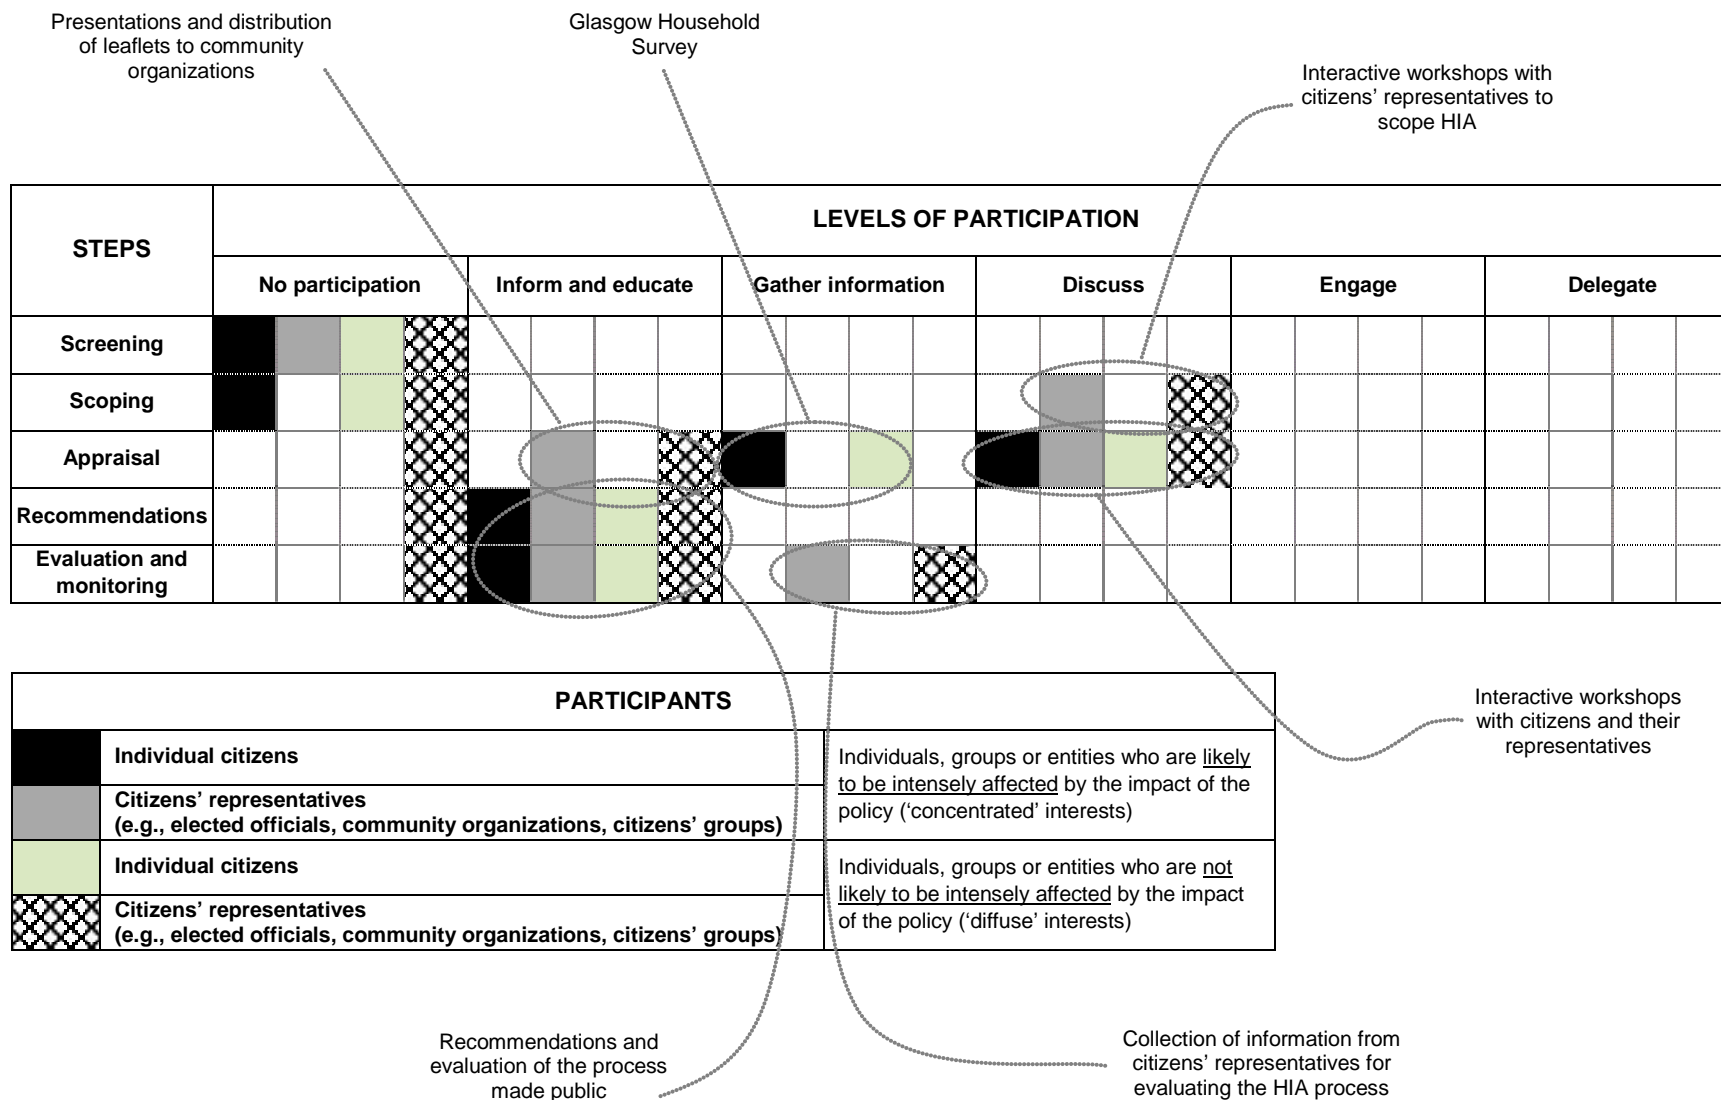 Presentations and distribution
of leaflets to community
organizations
Glasgow Household
Survey
Interactive workshops with
citizens’ representatives to
scope HIA
STEPS
LEVELS OF PARTICIPATION
No participation
Inform and educate
Gather information
Discuss
Engage
Delegate
Screening
Scoping
Appraisal
Recommendations
Evaluation and
monitoring
PARTICIPANTS
Individual citizens
Citizens’ representatives
(e.g., elected officials, community organizations, citizens’ groups)
Individuals, groups or entities who are likely
to be intensely affected by the impact of the
policy (‘concentrated’ interests)
Individual citizens
Citizens’ representatives
(e.g., elected officials, community organizations, citizens’ groups)
Individuals, groups or entities who are not
likely to be intensely affected by the impact
of the policy (‘diffuse’ interests)
Interactive workshops
with citizens and their
representatives
Recommendations and
evaluation of the process
made public
Collection of information from
citizens’ representatives for
evaluating the HIA process